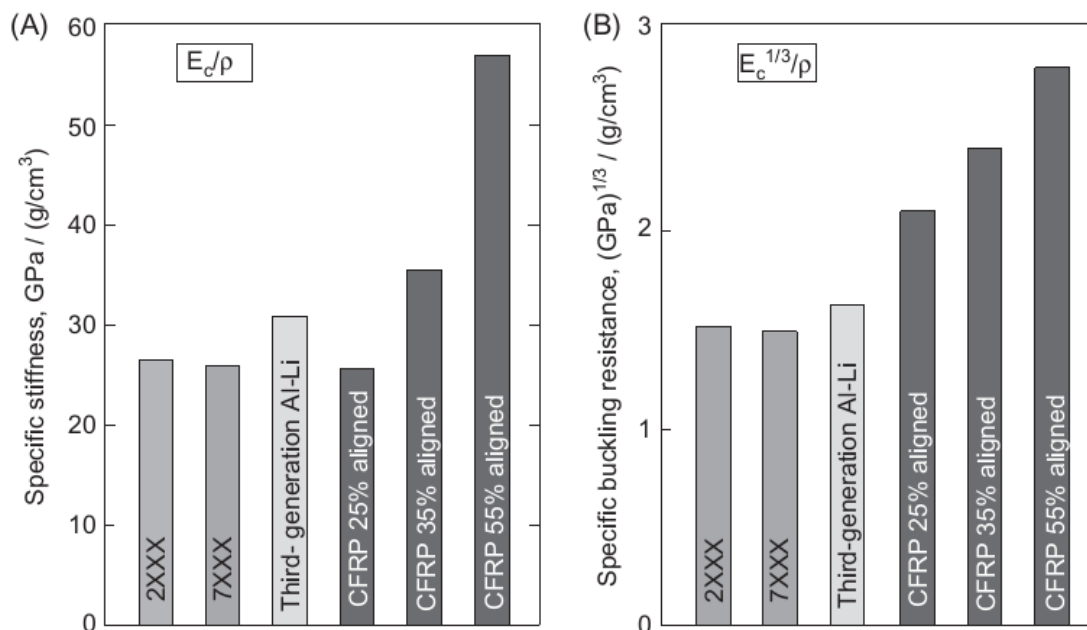 (A)
E_c/ρ
Specific stiffness, GPa / (g/cm³)
60
50
40
30
20
10
0
2XXX
7XXX
Third- generation Al-Li
CFRP 25% aligned
CFRP 35% aligned
CFRP 55% aligned
(B)
E_c^1/3/ρ
Specific buckling resistance, (GPa)^1/3 / (g/cm³)
3
2
1
0
2XXX
7XXX
Third-generation Al-Li
CFRP 25% aligned
CFRP 35% aligned
CFRP 55% aligned